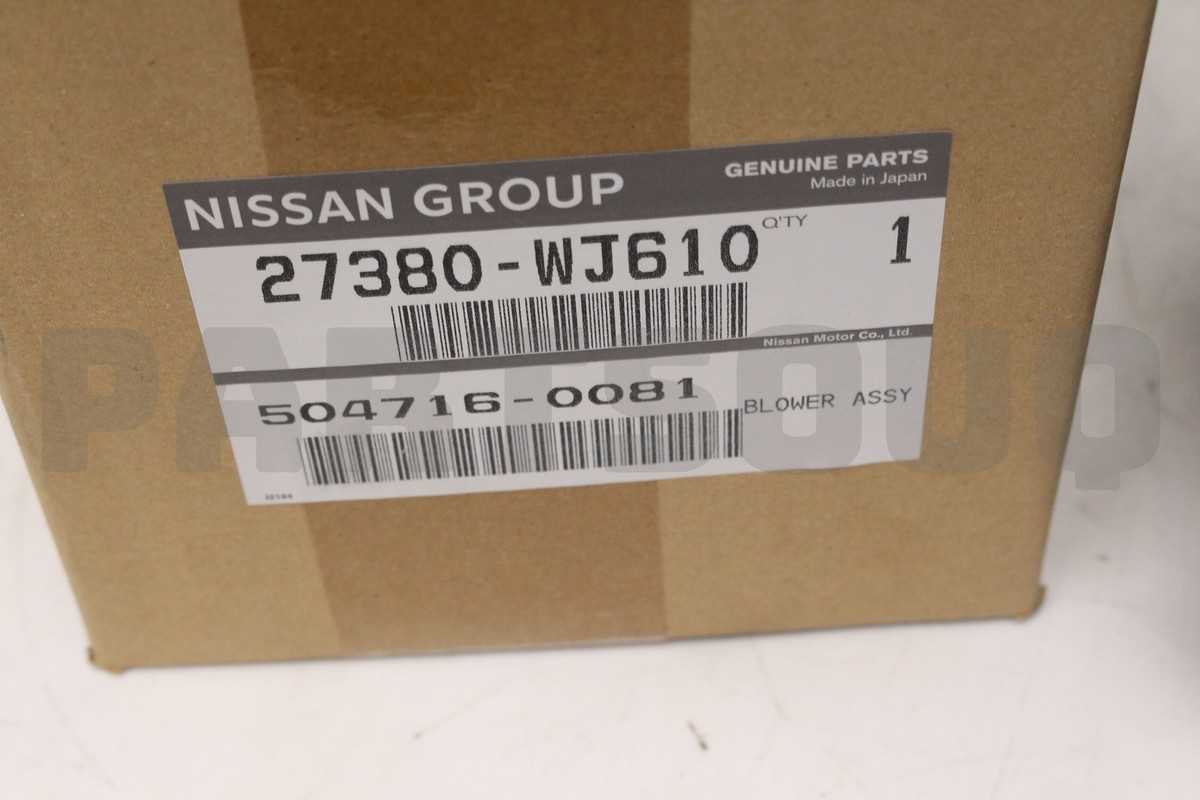 NISSAN GROUP
GENUINE PARTS
Made in Japan
27380-WJ610
Q'TY
1
Nissan Motor Co., Ltd.
504716-0081
BLOWER ASSY
PARTSOUQ